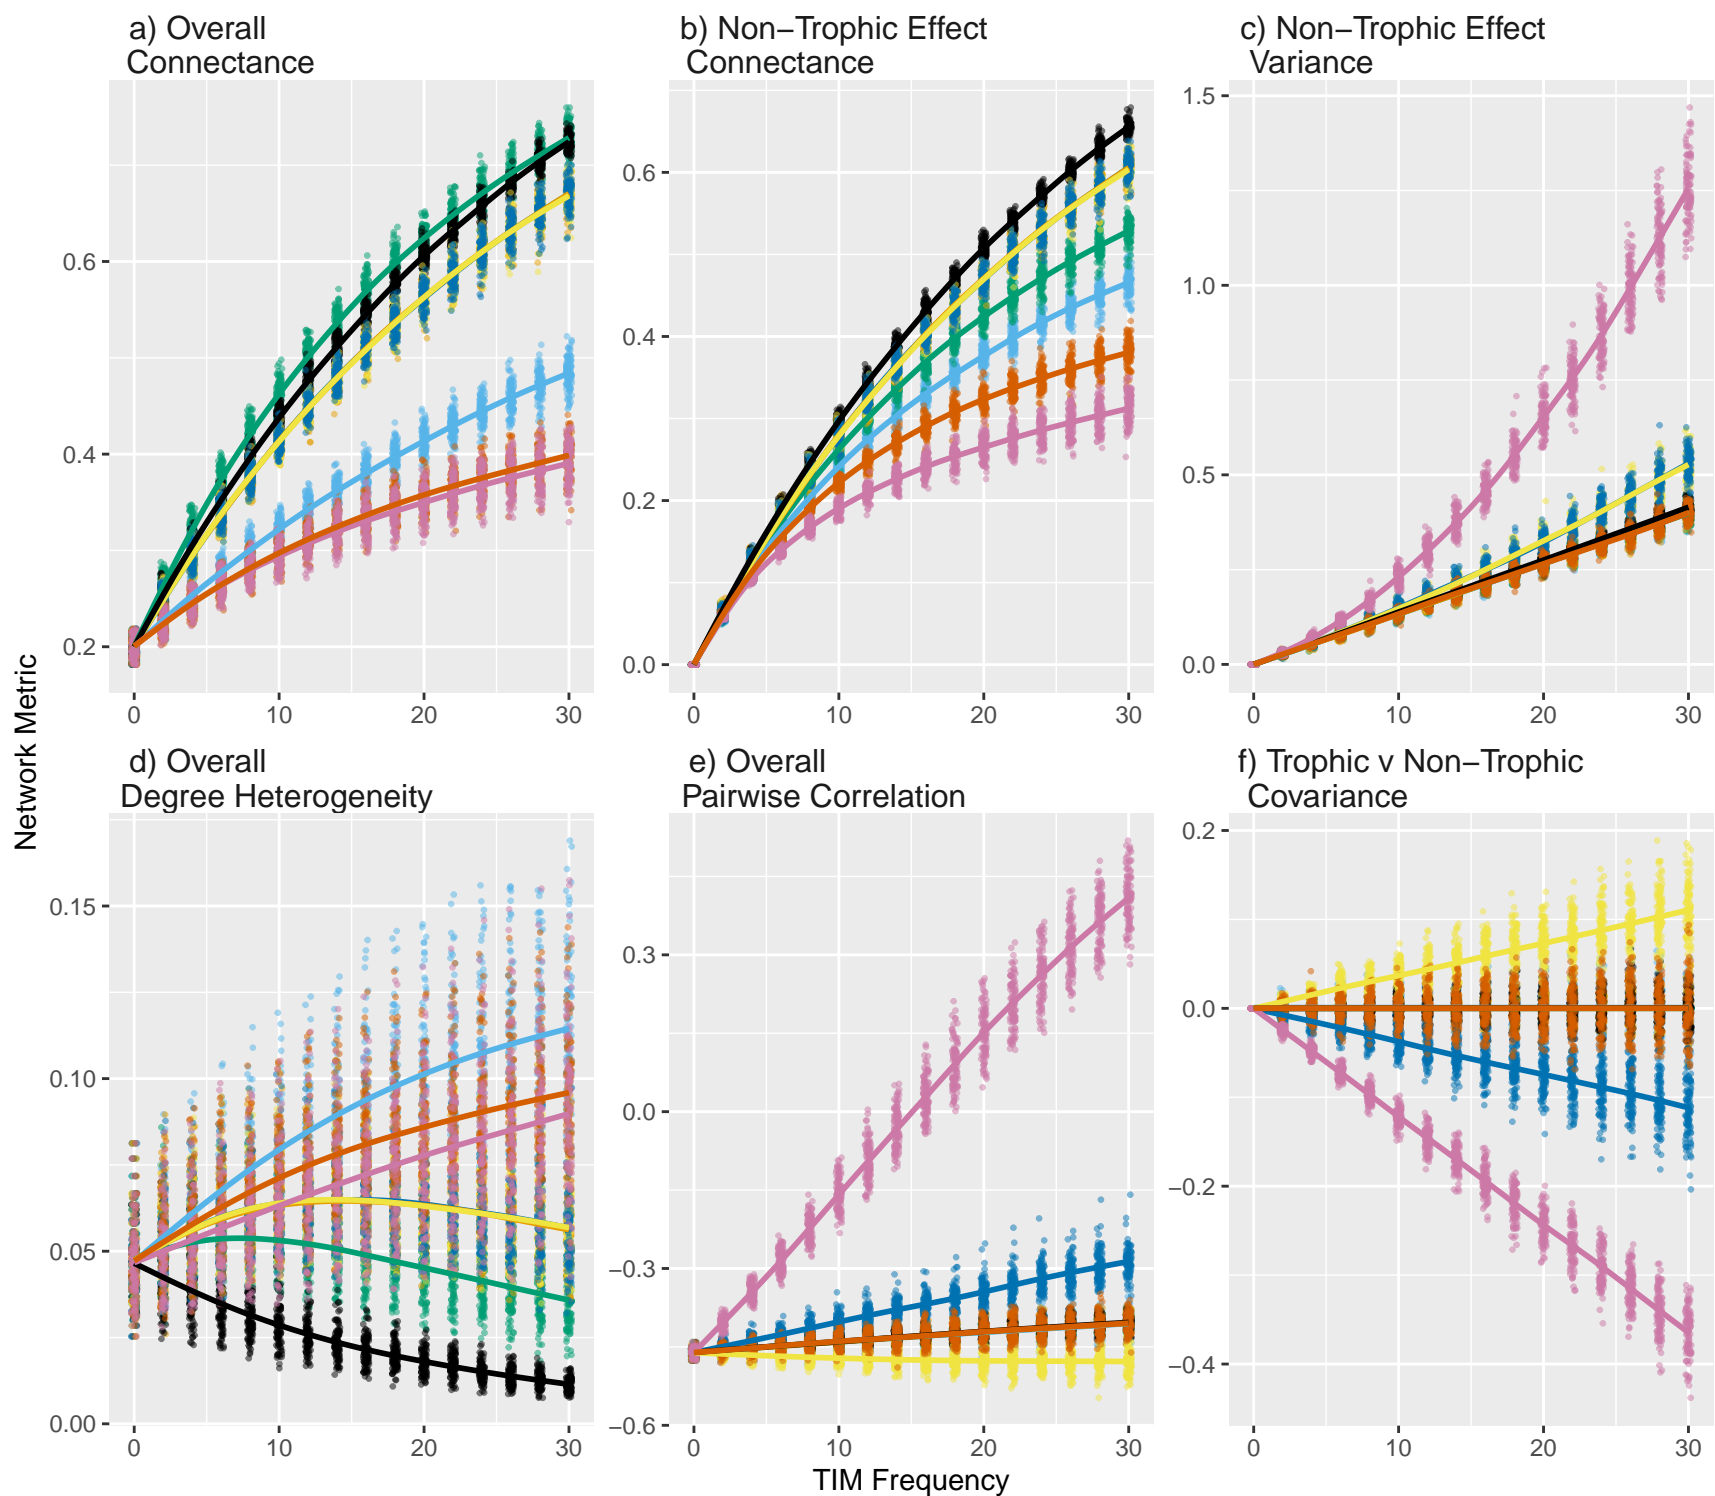 a) Overall
Connectance
b) Non−Trophic Effect
Connectance
c) Non−Trophic Effect
Variance
0.6
0.4
0.2
0 10 20 30
0.6
0.4
0.2
0.0
0 10 20 30
1.5
1.0
0.5
0.0
0 10 20 30
Network Metric
d) Overall
Degree Heterogeneity
e) Overall
Pairwise Correlation
f) Trophic v Non−Trophic
Covariance
0.15
0.10
0.05
0.00
0 10 20 30
0.3
0.0
−0.3
−0.6
0 10 20 30
0.2
0.0
−0.2
−0.4
0 10 20 30
TIM Frequency